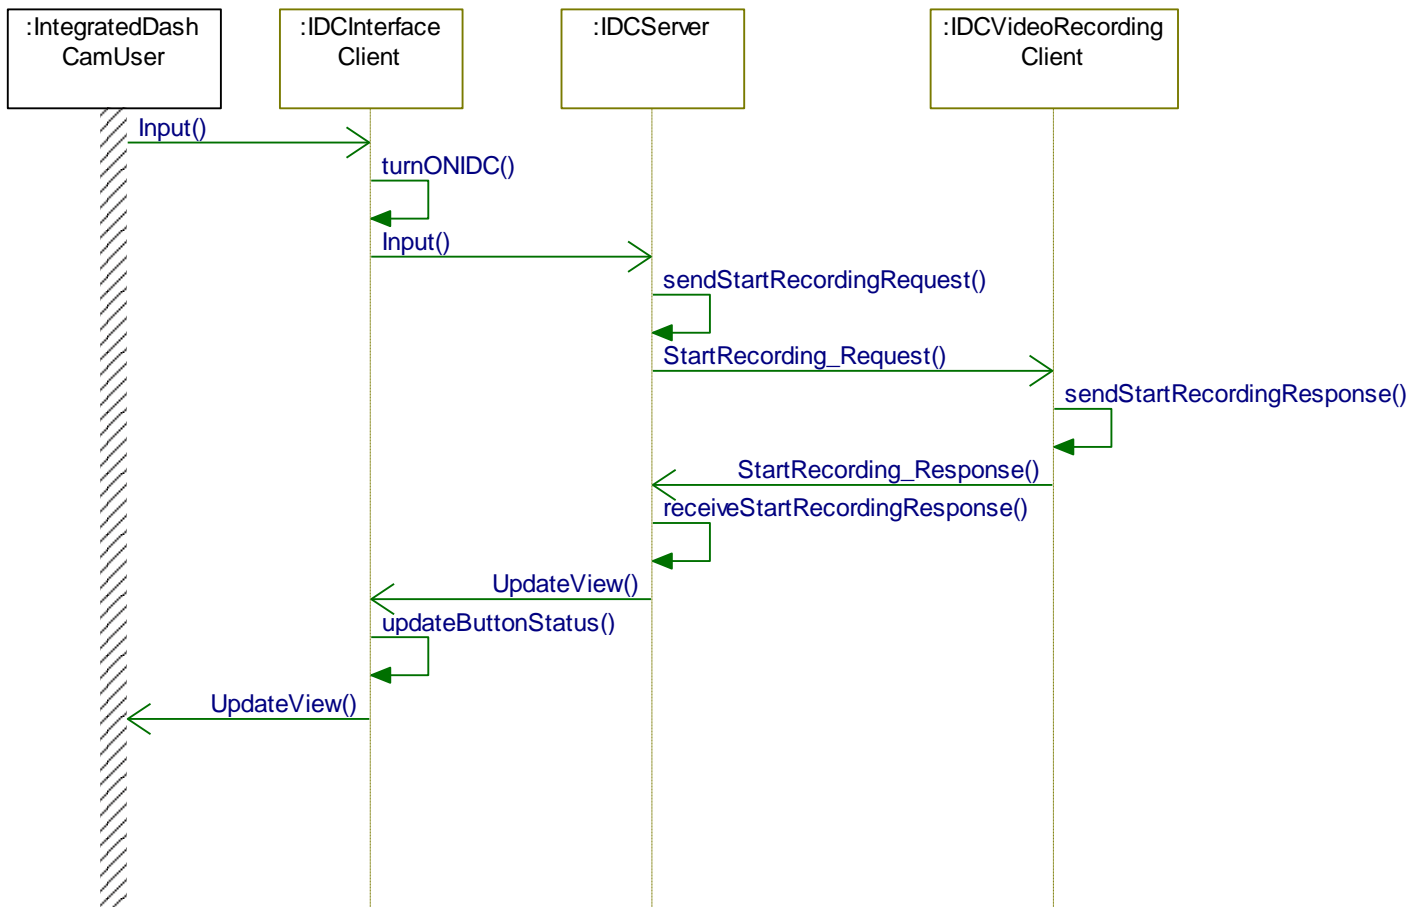 :IntegratedDash
CamUser
:IDCInterface
Client
:IDCServer
:IDCVideoRecording
Client
Input()
turnONIDC()
Input()
sendStartRecordingRequest()
StartRecording_Request()
sendStartRecordingResponse()
StartRecording_Response()
receiveStartRecordingResponse()
UpdateView()
updateButtonStatus()
UpdateView()